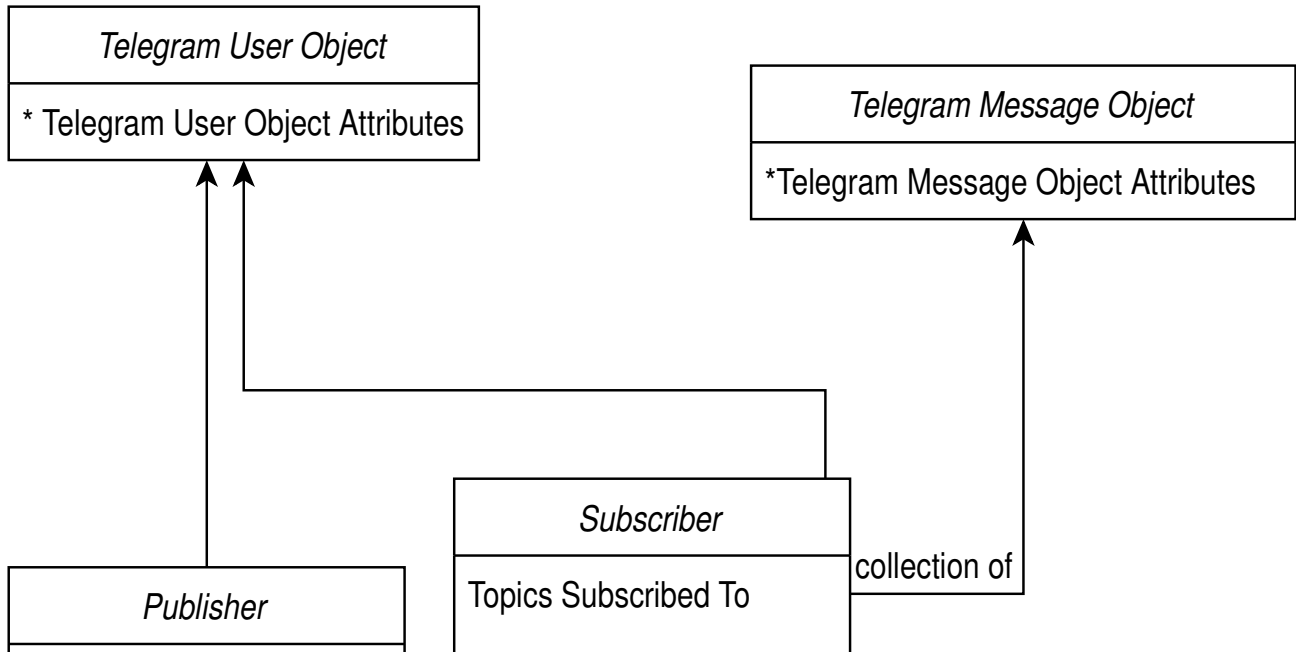 Telegram User Object
* Telegram User Object Attributes
Telegram Message Object
*Telegram Message Object Attributes
Subscriber
Topics Subscribed To
collection of
Publisher